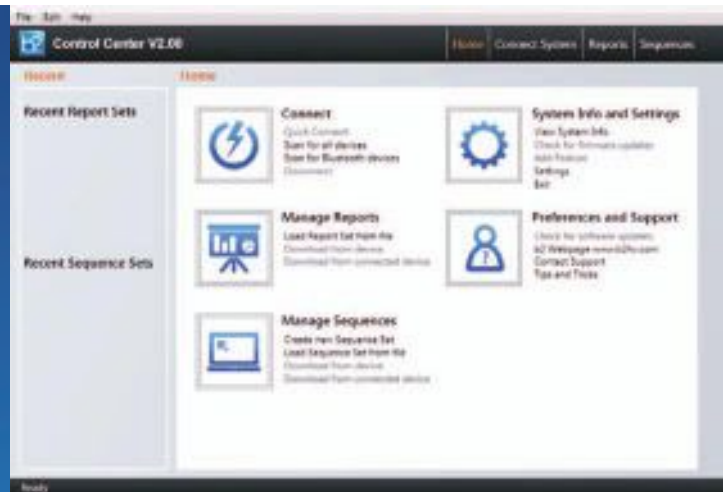 File Edit Help
Control Center V2.00
Home Connect System Reports Sequences
Recent
Home
Recent Report Sets
Recent Sequence Sets
Connect
Quick Connect
Scan for all devices
Scan for Bluetooth devices
Disconnect
System Info and Settings
View System Info
Check for firmware updates
Add Feature
Settings
Exit
Manage Reports
Load Report Set from file
Download from device
Download from connected device
Preferences and Support
Check for software updates
Webpage
Contact Support
Tips and Tricks
Manage Sequences
Create new Sequence Set
Load Sequence Set from file
Download from device
Download from connected device
Ready